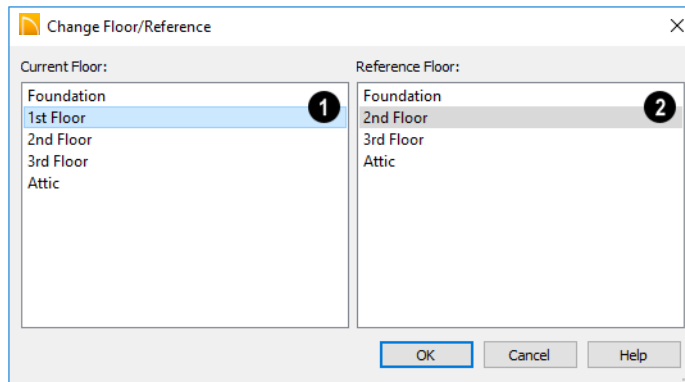 Change Floor/Reference
Current Floor:
Foundation
1st Floor
1
2nd Floor
3rd Floor
Attic
Reference Floor:
Foundation
2nd Floor
2
3rd Floor
Attic
OK
Cancel
Help